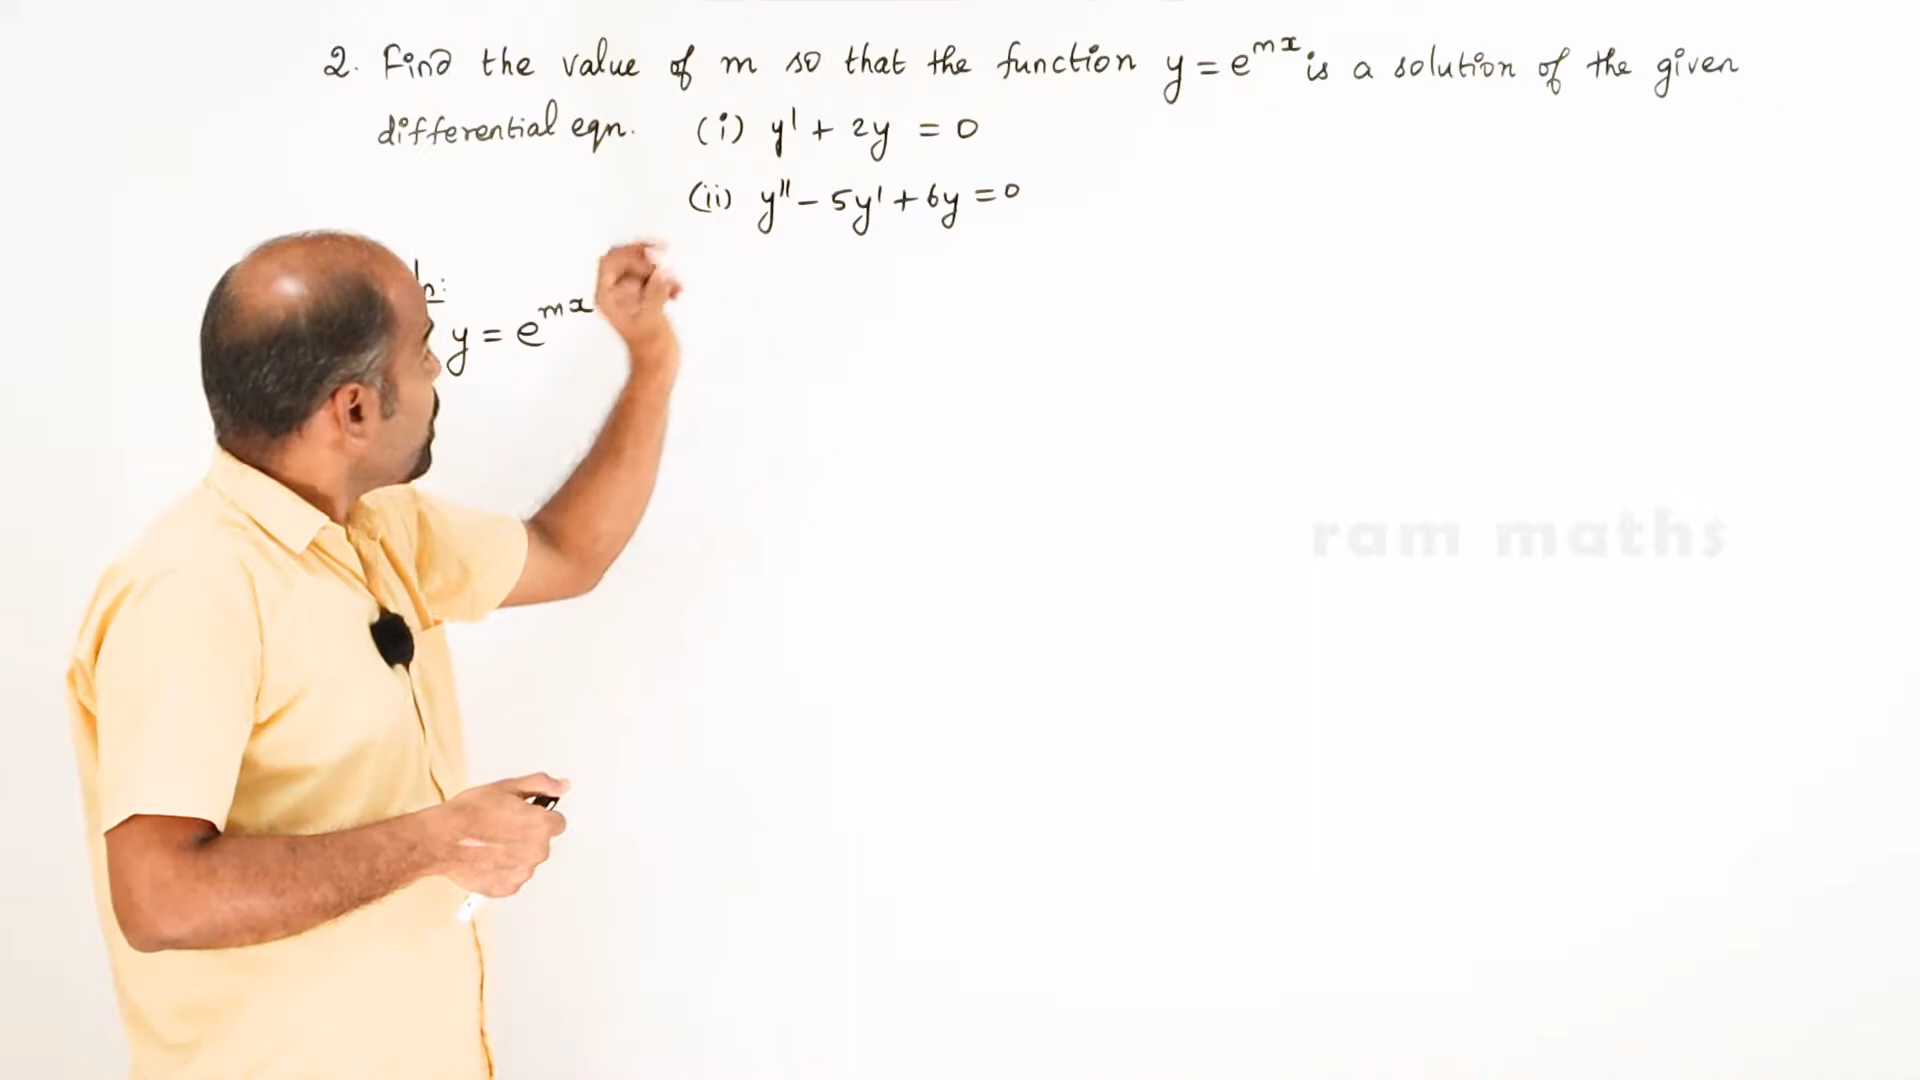 2. Find the value of m so that the function y = e^{mx} is a solution of the given
differential eqn. (i) y' + 2y = 0
(ii) y'' - 5y' + 6y = 0
y = e^{mx}
ram maths